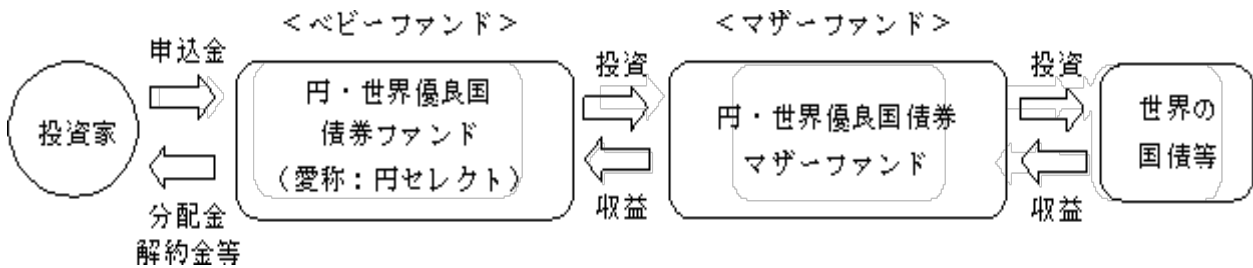 ＜ベビーファンド＞
＜マザーファンド＞
申込金
投資
投資
投資家
円・世界優良国
債券ファンド
（愛称：円セレクト）
円・世界優良国債券
マザーファンド
世界の
国債等
分配金
解約金等
収益
収益